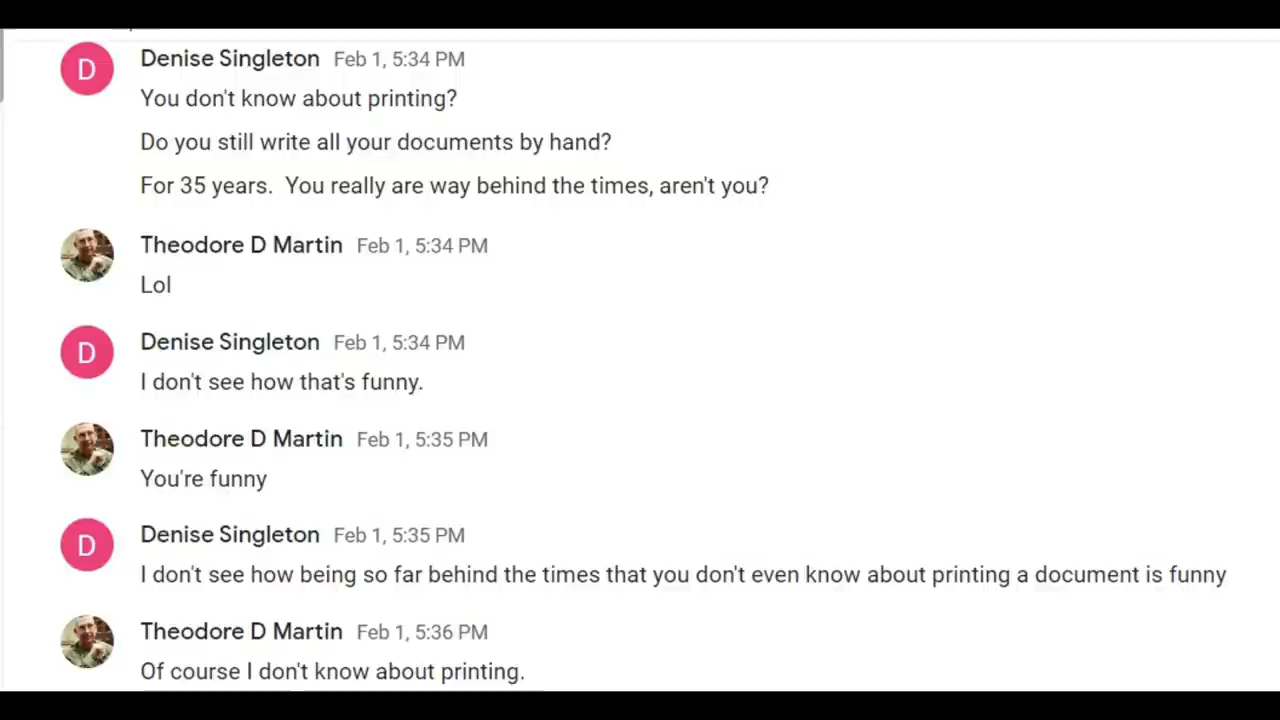 D
Denise Singleton Feb 1, 5:34 PM
You don't know about printing?
Do you still write all your documents by hand?
For 35 years.  You really are way behind the times, aren't you?
Theodore D Martin Feb 1, 5:34 PM
Lol
D
Denise Singleton Feb 1, 5:34 PM
I don't see how that's funny.
Theodore D Martin Feb 1, 5:35 PM
You're funny
D
Denise Singleton Feb 1, 5:35 PM
I don't see how being so far behind the times that you don't even know about printing a document is funny
Theodore D Martin Feb 1, 5:36 PM
Of course I don't know about printing.